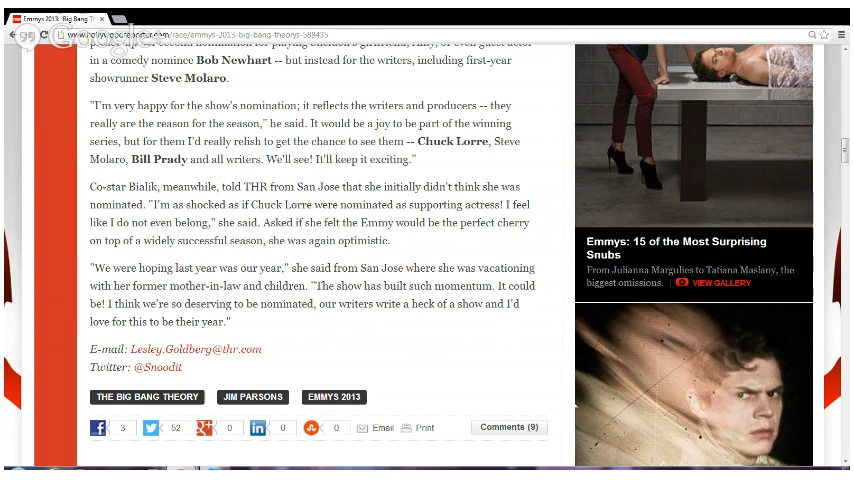 Emmys 2013: 'Big Bang Th
Google+
www.hollywoodreporter.com/race/emmys-2013-big-bang-theorys-588435
second nomination for playing Sheldon's girlfriend, Amy, or even guest actor
in a comedy nominee Bob Newhart -- but instead for the writers, including first-year
showrunner Steve Molaro.
"I'm very happy for the show's nomination; it reflects the writers and producers -- they
really are the reason for the season," he said. It would be a joy to be part of the winning
series, but for them I'd really relish to get the chance to see them -- Chuck Lorre, Steve
Molaro, Bill Prady and all writers. We'll see! It'll keep it exciting."
Co-star Bialik, meanwhile, told THR from San Jose that she initially didn't think she was
nominated. "I'm as shocked as if Chuck Lorre were nominated as supporting actress! I feel
like I do not even belong," she said. Asked if she felt the Emmy would be the perfect cherry
on top of a widely successful season, she was again optimistic.
"We were hoping last year was our year," she said from San Jose where she was vacationing
with her former mother-in-law and children. "The show has built such momentum. It could
be! I think we're so deserving to be nominated, our writers write a heck of a show and I'd
love for this to be their year."
E-mail: Lesley.Goldberg@thr.com
Twitter: @Snoodit
THE BIG BANG THEORY JIM PARSONS EMMYS 2013
3 52 0 0 0 Email Print Comments (9)
Emmys: 15 of the Most Surprising
Snubs
From Julianna Margulies to Tatiana Maslany, the
biggest omissions. | VIEW GALLERY